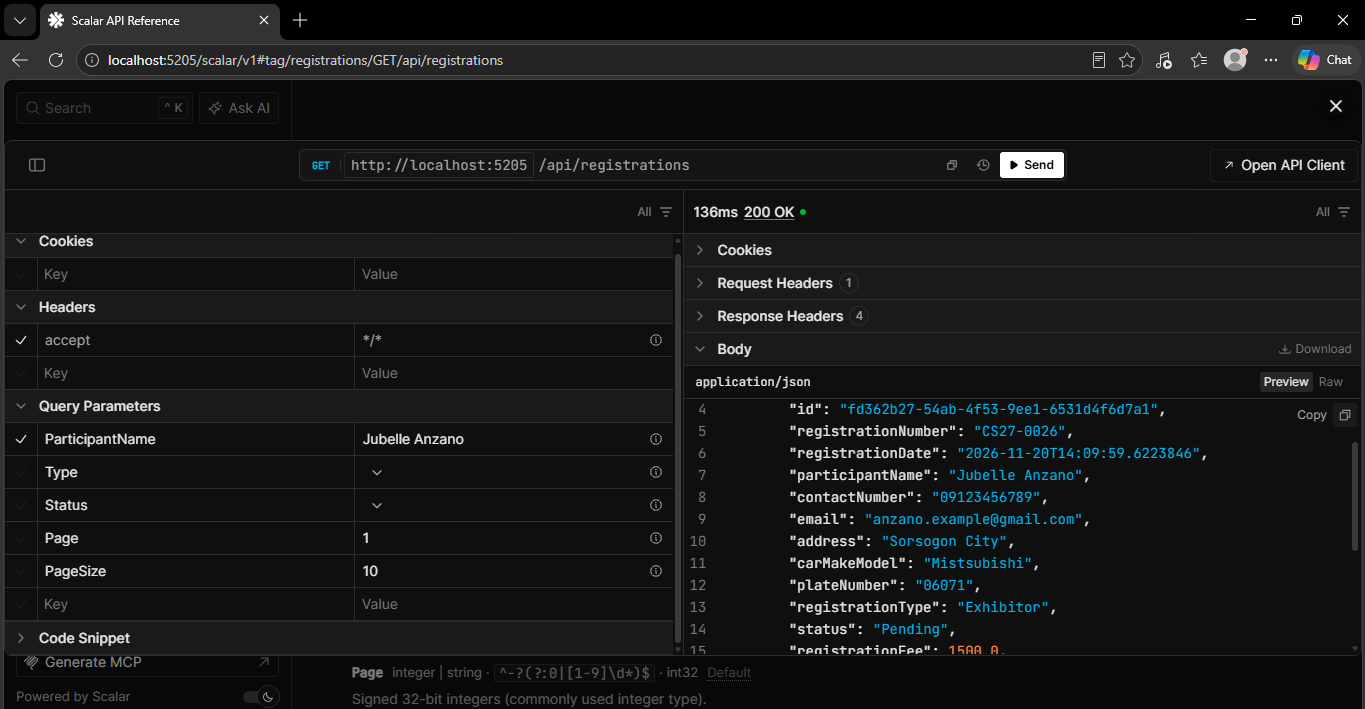 Scalar API Reference
localhost:5205/scalar/v1#tag/registrations/GET/api/registrations
Chat
Search ^ K Ask AI
GET http://localhost:5205 /api/registrations Send Open API Client
All
136ms 200 OK All
Cookies
Key Value
Headers
accept */*
Key Value
Query Parameters
ParticipantName Jubelle Anzano
Type
Status
Page 1
PageSize 10
Key Value
Code Snippet
Cookies
Request Headers 1
Response Headers 4
Body Download
application/json Preview Raw
Copy
4 "id": "fd362b27-54ab-4f53-9ee1-6531d4f6d7a1",
5 "registrationNumber": "CS27-0026",
6 "registrationDate": "2026-11-20T14:09:59.6223846",
7 "participantName": "Jubelle Anzano",
8 "contactNumber": "09123456789",
9 "email": "anzano.example@gmail.com",
10 "address": "Sorsogon City",
11 "carMakeModel": "Mistsubishi",
12 "plateNumber": "06071",
13 "registrationType": "Exhibitor",
14 "status": "Pending",
15 "registrationFee": 1500.0,
Generate MCP
Powered by Scalar
Page integer | string · ^-?(?:0|[1-9]\d*)$ · int32 Default
Signed 32-bit integers (commonly used integer type).